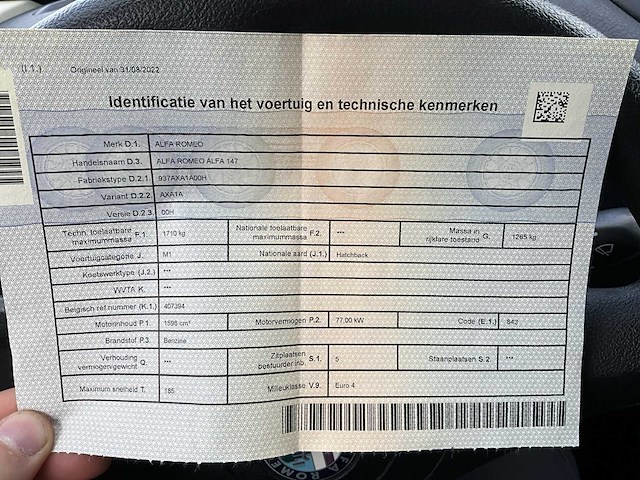 (I.1.) Origineel van 31/08/2022
Identificatie van het voertuig en technische kenmerken
Merk D.1. ALFA ROMEO
Handelsnaam D.3. ALFA ROMEO ALFA 147
Fabriekstype D.2.1. 937AXA1A00H
Variant D.2.2. AXA1A
Versie D.2.3. 00H
Techn. toelaatbare maximummassa F.1. 1710 kg Nationale toelaatbare maximummassa F.2. *** Massa in rijklare toestand G. 1265 kg
Voertuigcategorie J. M1 Nationale aard (J.1.) Hatchback
Koetswerktype (J.2.) ***
WVTA K. ***
Belgisch ref nummer (K.1.) 407394
Motorinhoud P.1. 1598 cm³ Motorvermogen P.2. 77,00 kW Code (E.1.) 843
Brandstof P.3. Benzine
Verhouding vermogen/gewicht Q. *** Zitplaatsen bestuurder inb. S.1. 5 Staanplaatsen S.2. ***
Maximum snelheid T. 185 Milieuklasse V.9. Euro 4